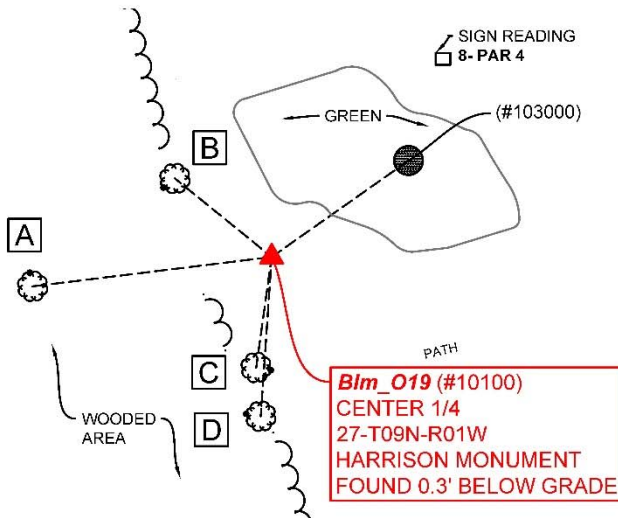 SIGN READING
8- PAR 4
GREEN
(#103000)
B
A
C
D
WOODED
AREA
PATH
Blm_O19 (#10100)
CENTER 1/4
27-T09N-R01W
HARRISON MONUMENT
FOUND 0.3' BELOW GRADE